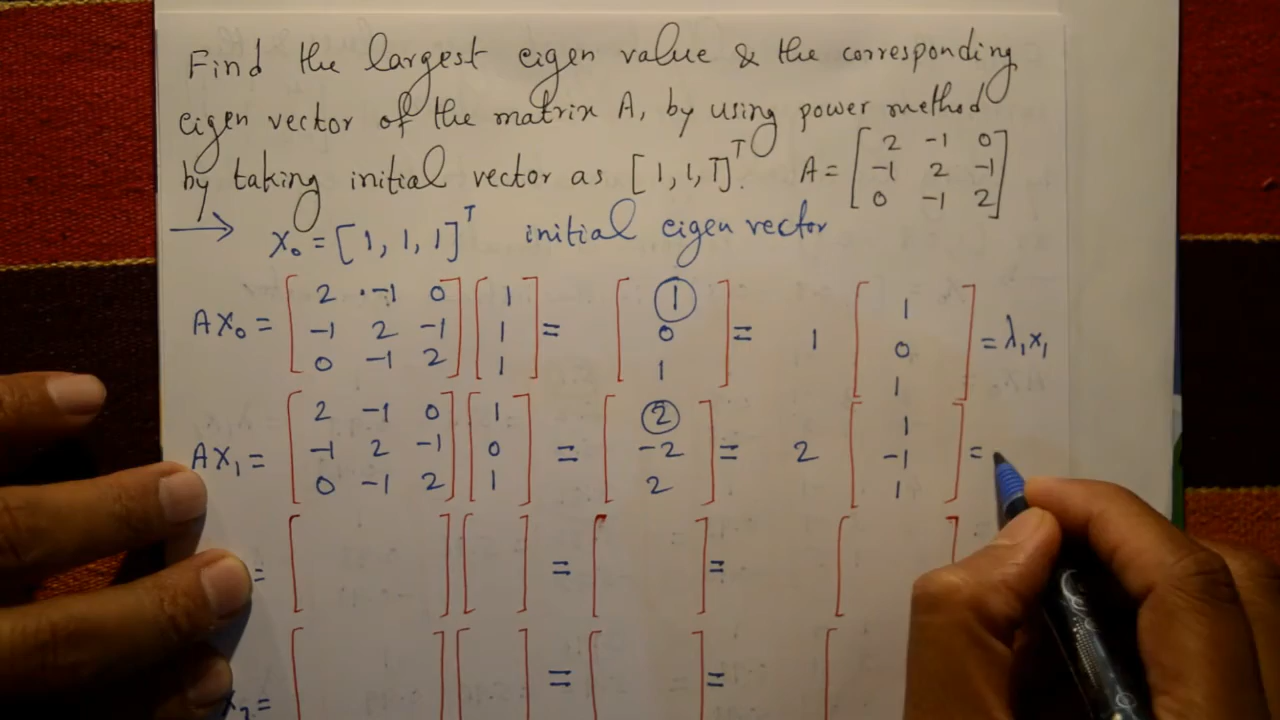 Find the largest eigen value & the corresponding
eigen vector of the matrix A, by using power method
by taking initial vector as [1, 1, 1]ᵀ. A = [2 -1 0
-1 2 -1
0 -1 2]
→ X₀ = [1, 1, 1]ᵀ initial eigen vector
AX₀ = [2 -1 0 [1 = [1 = 1 [1 = λ₁x₁
-1 2 -1 1 0 0
0 -1 2] 1] 1] 1]
AX₁ = [2 -1 0 [1 = [2 = 2 [1 =
-1 2 -1 0 -2 -1
0 -1 2] 1] 2] 1]
= [ ] [ ] = [ ] = [ ]
X₂ = [ ] [ ] = [ ] = [